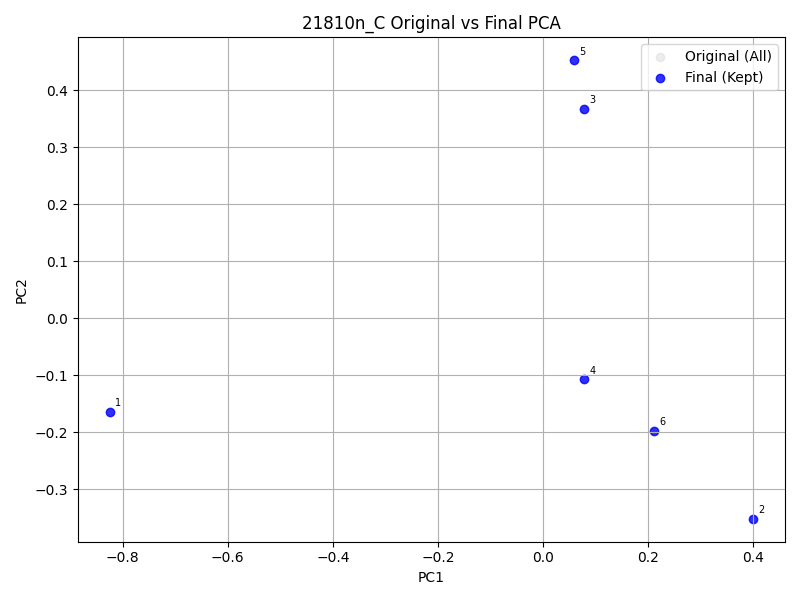 21810n_C Original vs Final PCA
Original (All)
Final (Kept)
5
3
4
1
6
2
PC2
0.4
0.3
0.2
0.1
0.0
−0.1
−0.2
−0.3
−0.8 −0.6 −0.4 −0.2 0.0 0.2 0.4
PC1